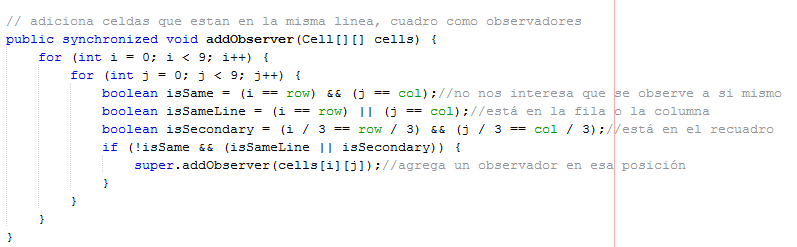 // adiciona celdas que estan en la misma linea, cuadro como observadores
public synchronized void addObserver(Cell[][] cells) {
    for (int i = 0; i < 9; i++) {
        for (int j = 0; j < 9; j++) {
            boolean isSame = (i == row) && (j == col);//no nos interesa que se observe a si mismo
            boolean isSameLine = (i == row) || (j == col);//está en la fila o la columna
            boolean isSecondary = (i / 3 == row / 3) && (j / 3 == col / 3);//está en el recuadro
            if (!isSame && (isSameLine || isSecondary)) {
                super.addObserver(cells[i][j]);//agrega un observador en esa posición
            }
        }
    }
}